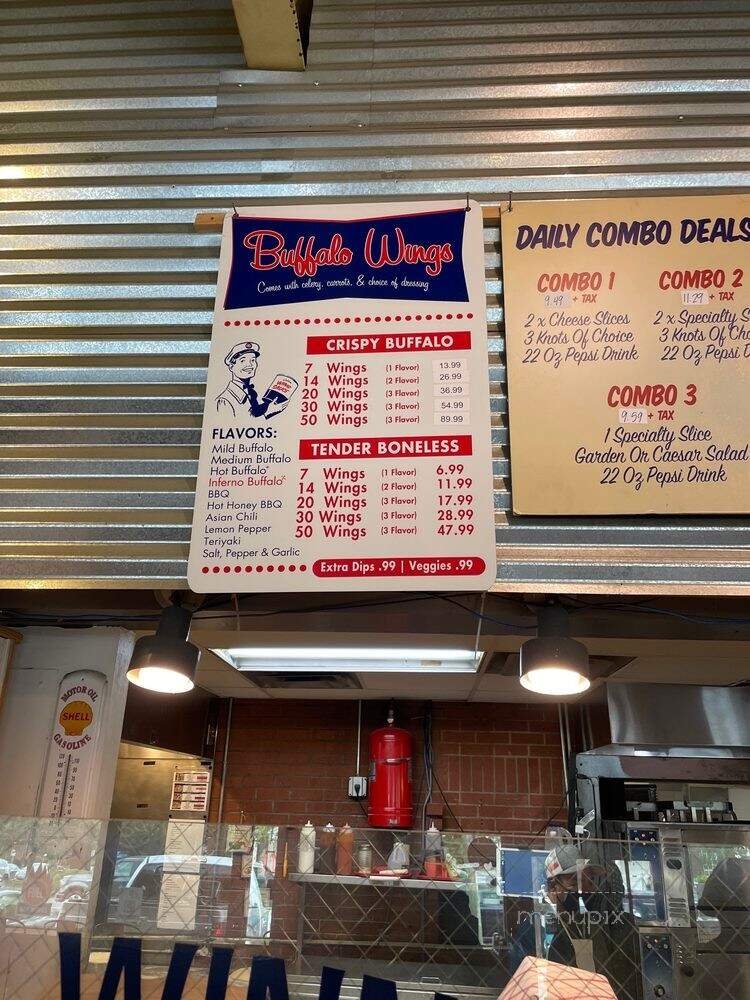 Buffalo Wings
Comes with celery, carrots, & choice of dressing
CRISPY BUFFALO
7 Wings (1 Flavor) 13.99
14 Wings (2 Flavor) 26.99
20 Wings (3 Flavor) 36.99
30 Wings (3 Flavor) 54.99
50 Wings (3 Flavor) 89.99
FLAVORS:
Mild Buffalo
Medium Buffalo
Hot Buffalo
Inferno Buffalo
BBQ
Hot Honey BBQ
Asian Chili
Lemon Pepper
Teriyaki
Salt, Pepper & Garlic
TENDER BONELESS
7 Wings (1 Flavor) 6.99
14 Wings (2 Flavor) 11.99
20 Wings (3 Flavor) 17.99
30 Wings (3 Flavor) 28.99
50 Wings (3 Flavor) 47.99
Extra Dips .99 | Veggies .99
DAILY COMBO DEALS
COMBO 1
9.49 + TAX
2 x Cheese Slices
3 Knots Of Choice
22 Oz Pepsi Drink
COMBO 2
11.29 + TAX
2 x Specialty S
3 Knots Of Cho
22 Oz Pepsi D
COMBO 3
9.59 + TAX
1 Specialty Slice
Garden Or Caesar Salad
22 Oz Pepsi Drink
MOTOR OIL
SHELL
GASOLINE
menupix